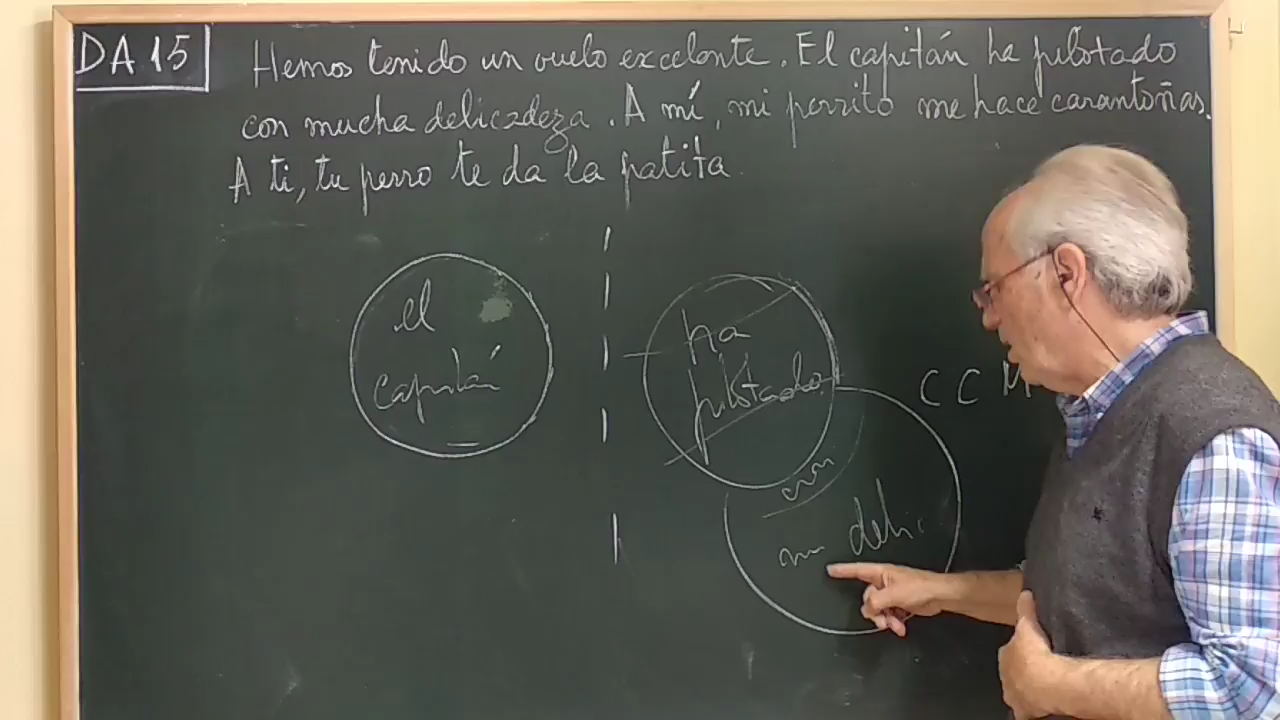 DA.15
Hemos tenido un vuelo excelente. El capitán ha pilotado
con mucha delicadeza. A mí, mi perrito me hace carantoñas.
A ti, tu perro te da la patita
el
capitán
ha
pilotado
CCM
con